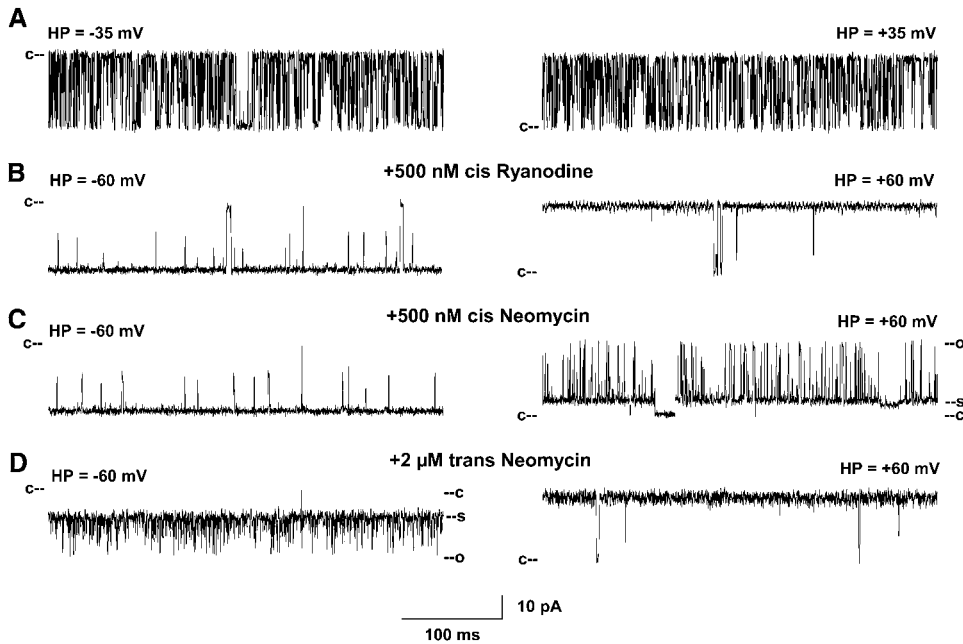 A
HP = -35 mV
HP = +35 mV
c--
c--
B
+500 nM cis Ryanodine
HP = -60 mV
HP = +60 mV
c--
c--
C
+500 nM cis Neomycin
HP = -60 mV
HP = +60 mV
c--
--o
c--
--s
--c
D
+2 µM trans Neomycin
HP = -60 mV
HP = +60 mV
c--
--c
--s
--o
c--
10 pA
100 ms